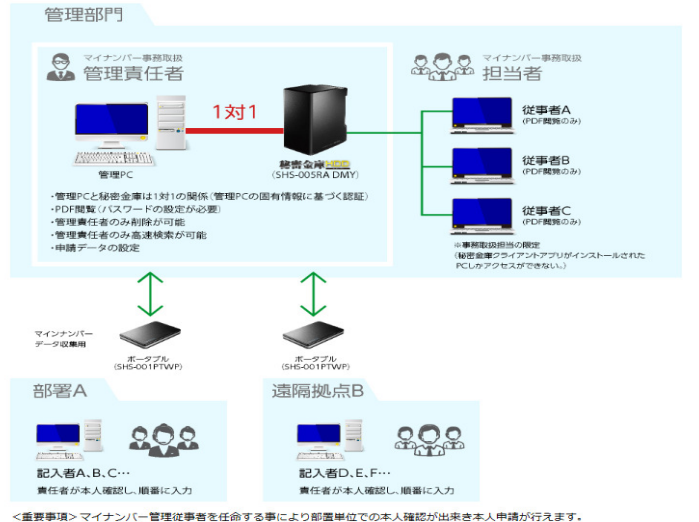 管理部門
マイナンバー事務取扱
管理責任者
マイナンバー事務取扱
担当者
1対1
管理PC
秘密金庫HDD
(SHS-005RA DMY)
従事者A
(PDF閲覧のみ)
従事者B
(PDF閲覧のみ)
従事者C
(PDF閲覧のみ)
・管理PCと秘密金庫は1対1の関係(管理PCの固有情報に基づく認証)
・PDF閲覧(パスワードの設定が必要)
・管理責任者のみ削除が可能
・管理責任者のみ高速検索が可能
・申請データの設定
※事務取扱担当の限定
(秘密金庫クライアントアプリがインストールされた
PCしかアクセスができない。)
マインナンバー
データ収集用
ポータブル
(SHS-001PTWP)
ポータブル
(SHS-001PTWP)
部署A
記入者A、B、C…
責任者が本人確認し、順番に入力
遠隔拠点B
記入者D、E、F…
責任者が本人確認し、順番に入力
＜重要事項＞マイナンバー管理従事者を任命する事により部署単位での本人確認が出来き本人申請が行えます。